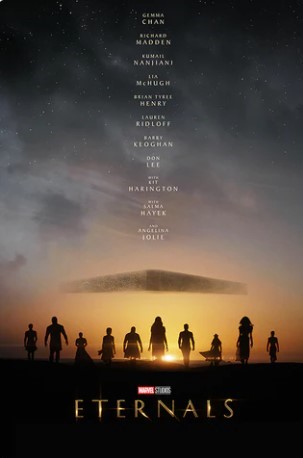 GEMMA
CHAN
RICHARD
MADDEN
KUMAIL
NANJIANI
LIA
McHUGH
BRIAN TYREE
HENRY
LAUREN
RIDLOFF
BARRY
KEOGHAN
DON
LEE
WITH
KIT
HARINGTON
WITH
SALMA
HAYEK
AND
ANGELINA
JOLIE
MARVEL STUDIOS
ETERNALS